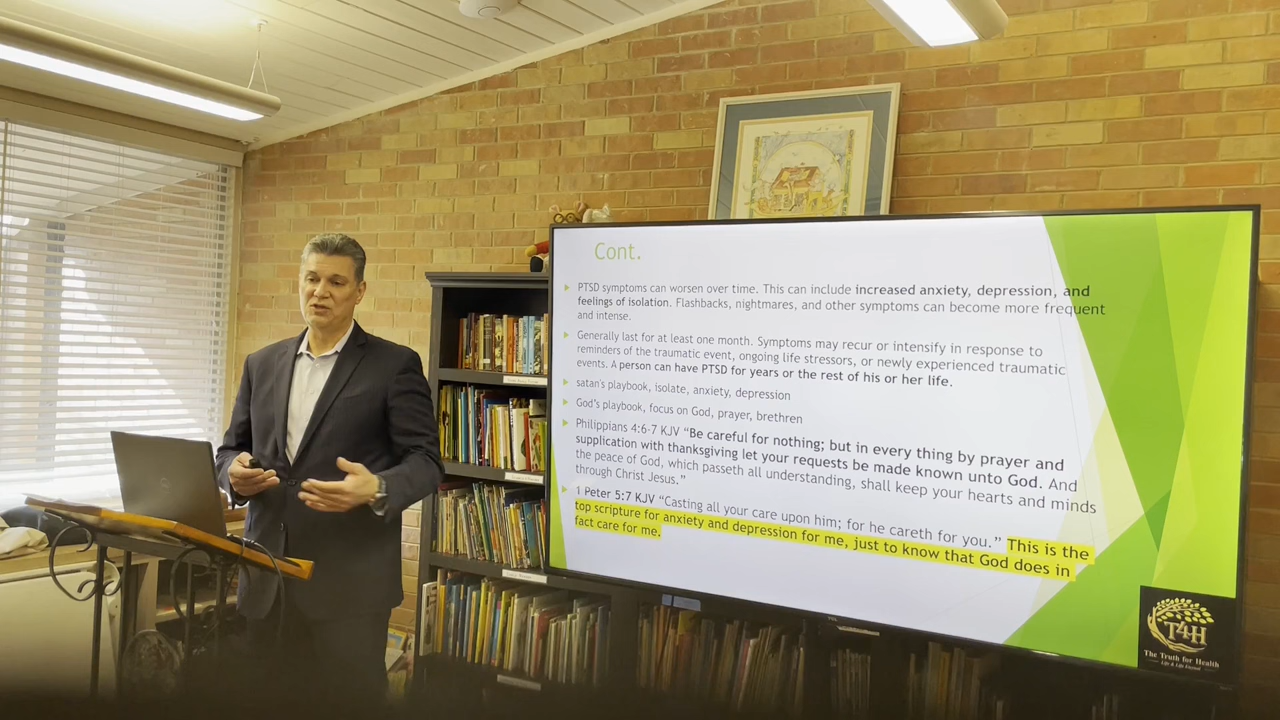 Cont.
PTSD symptoms can worsen over time. This can include increased anxiety, depression, and
feelings of isolation. Flashbacks, nightmares, and other symptoms can become more frequent
and intense.
Generally last for at least one month. Symptoms may recur or intensify in response to
reminders of the traumatic event, ongoing life stressors, or newly experienced traumatic
events. A person can have PTSD for years or the rest of his or her life.
satan's playbook, isolate, anxiety, depression
God's playbook, focus on God, prayer, brethren
Philippians 4:6-7 KJV “Be careful for nothing; but in every thing by prayer and
supplication with thanksgiving let your requests be made known unto God. And
the peace of God, which passeth all understanding, shall keep your hearts and minds
through Christ Jesus.”
1 Peter 5:7 KJV “Casting all your care upon him; for he careth for you.” This is the
top scripture for anxiety and depression for me, just to know that God does in
fact care for me.
T4H
The Truth for Health
Life & Life Eternal